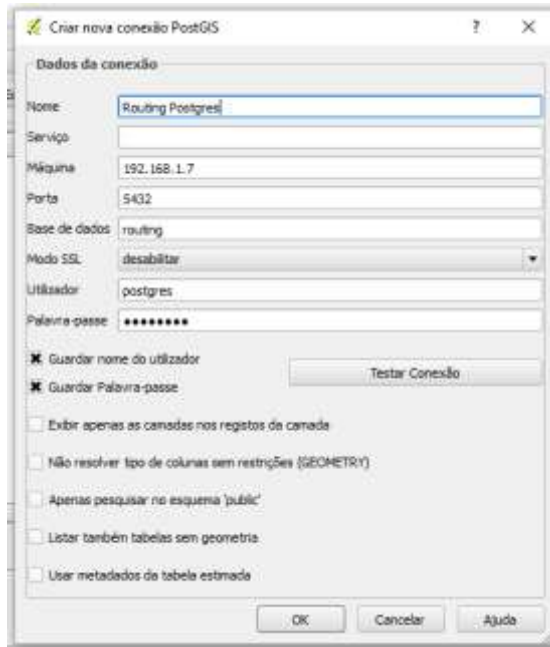 Criar nova conexão PostGIS ? ×
Dados da conexão
Nome Routing Postgres
Serviço
Máquina 192.168.1.7
Porta 5432
Base de dados routing
Modo SSL desabilitar
Utilizador postgres
Palavra-passe ●●●●●●●●
Guardar nome do utilizador
Testar Conexão
Guardar Palavra-passe
Exibir apenas as camadas nos registos da camada
Não resolver tipo de colunas sem restrições (GEOMETRY)
Apenas pesquisar no esquema 'public'
Listar também tabelas sem geometria
Usar metadados da tabela estimada
OK Cancelar Ajuda